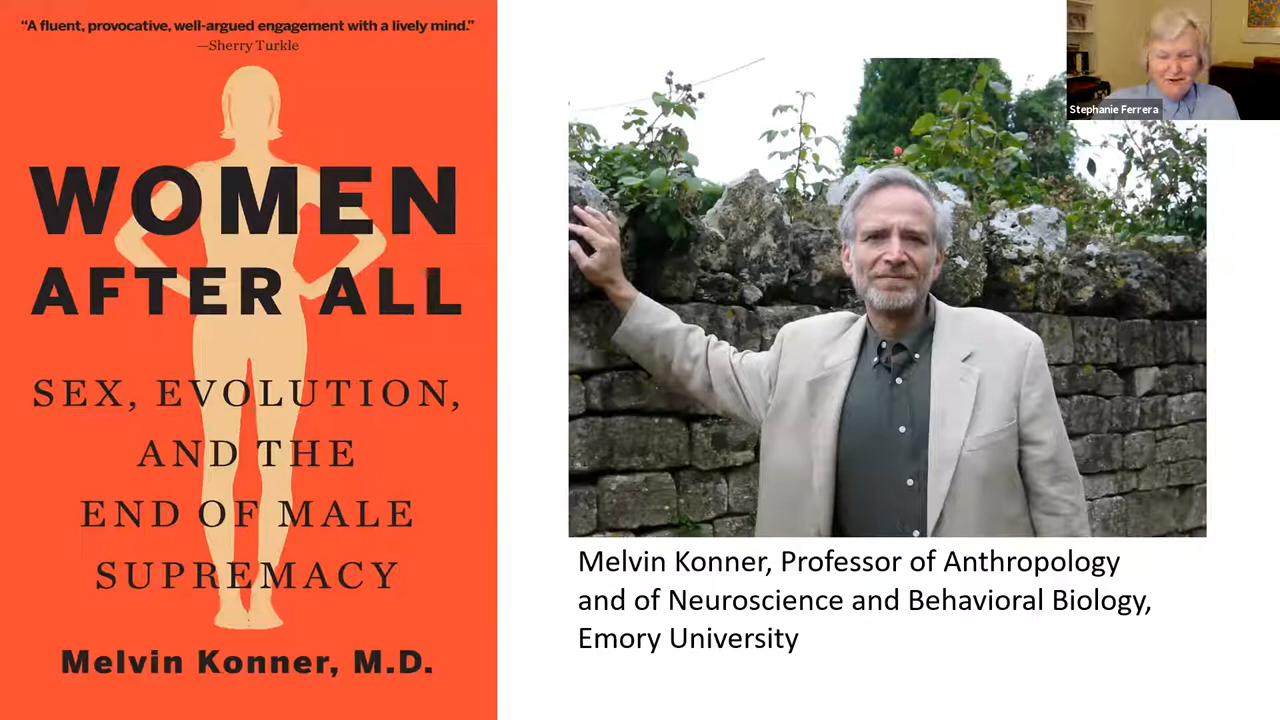 “A fluent, provocative, well-argued engagement with a lively mind.”
—Sherry Turkle
WOMEN
AFTER ALL
SEX, EVOLUTION,
AND THE
END OF MALE
SUPREMACY
Melvin Konner, M.D.
Stephanie Ferrera
Melvin Konner, Professor of Anthropology
and of Neuroscience and Behavioral Biology,
Emory University